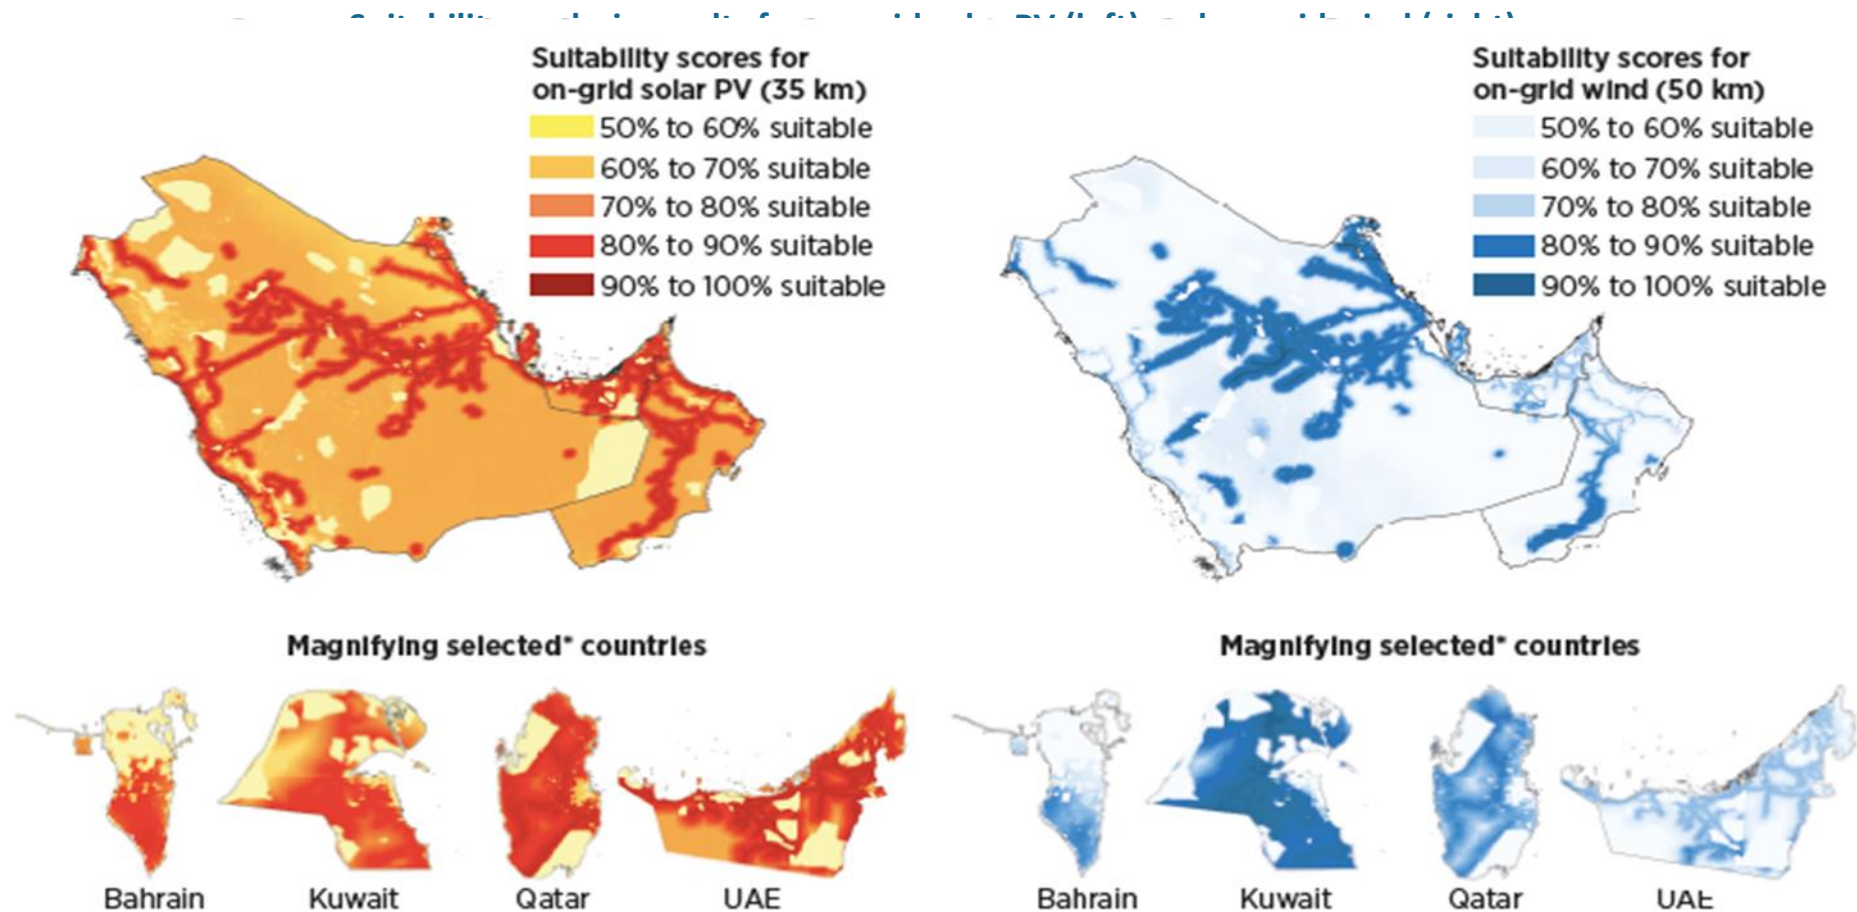 Suitability scores for
on-grid solar PV (35 km)
50% to 60% suitable
60% to 70% suitable
70% to 80% suitable
80% to 90% suitable
90% to 100% suitable
Suitability scores for
on-grid wind (50 km)
50% to 60% suitable
60% to 70% suitable
70% to 80% suitable
80% to 90% suitable
90% to 100% suitable
Magnifying selected* countries
Magnifying selected* countries
Bahrain
Kuwait
Qatar
UAE
Bahrain
Kuwait
Qatar
UAE